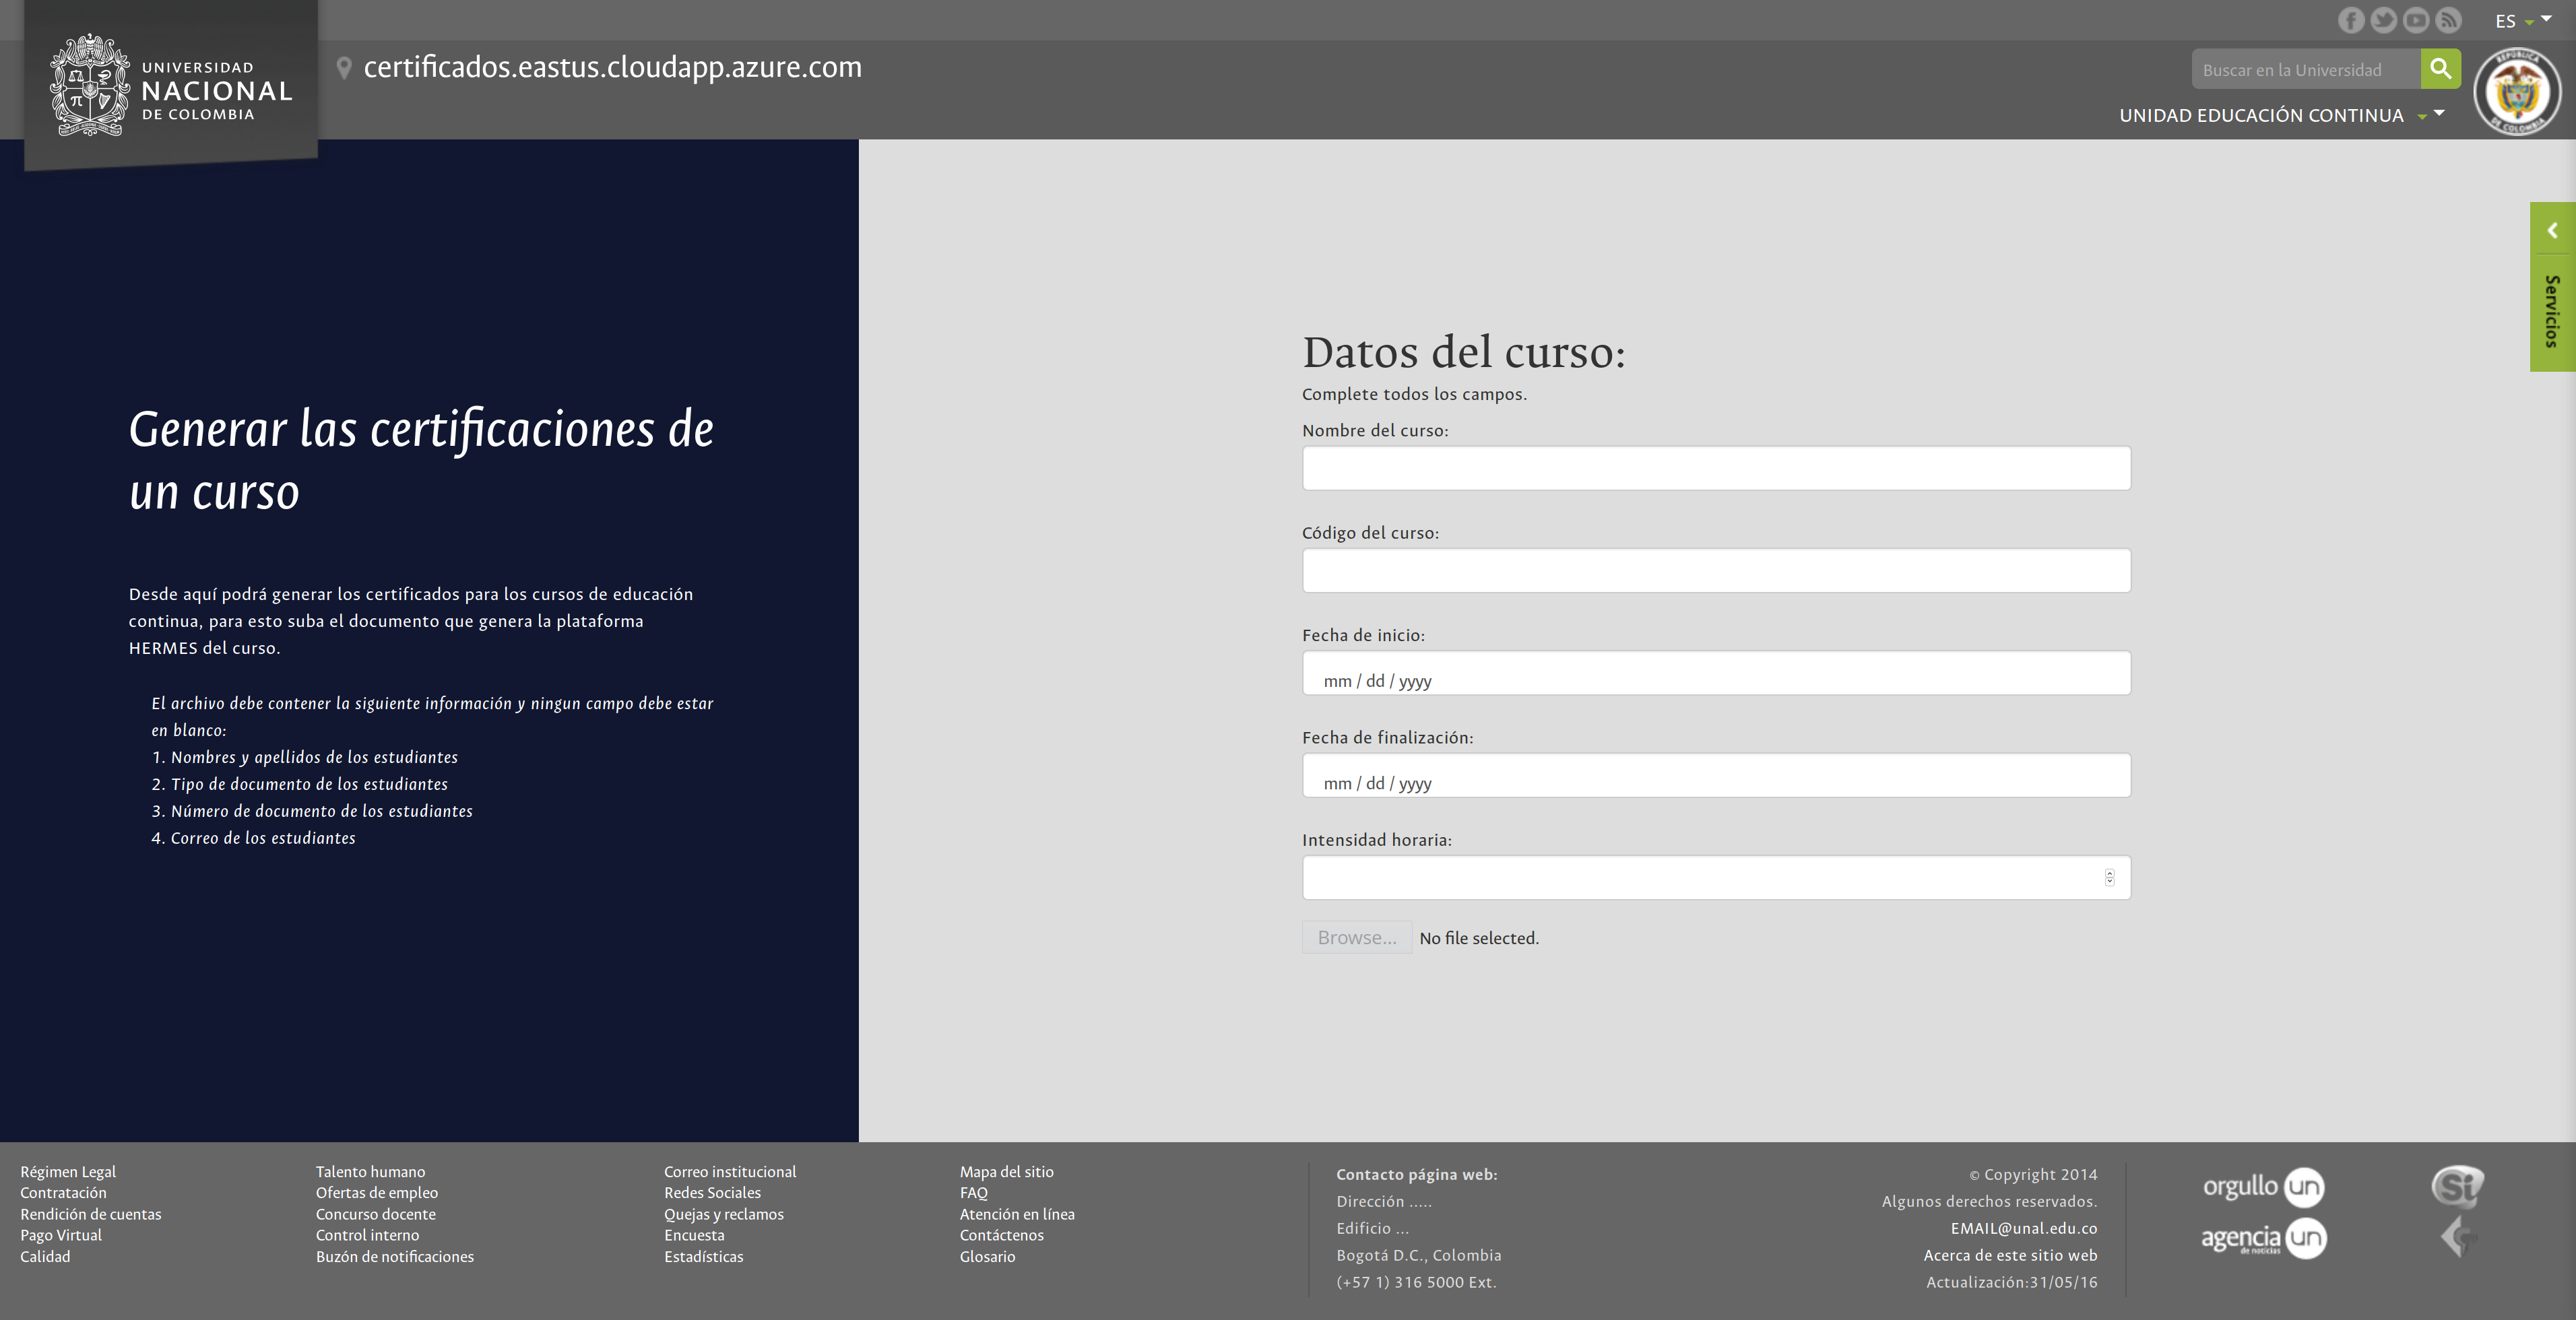 ES
UNIVERSIDAD
NACIONAL
DE COLOMBIA
certificados.eastus.cloudapp.azure.com
Buscar en la Universidad
UNIDAD EDUCACIÓN CONTINUA
REPÚBLICA
DE COLOMBIA
Servicios
Generar las certificaciones de
un curso
Desde aquí podrá generar los certificados para los cursos de educación
continua, para esto suba el documento que genera la plataforma
HERMES del curso.
El archivo debe contener la siguiente información y ningun campo debe estar
en blanco:
1. Nombres y apellidos de los estudiantes
2. Tipo de documento de los estudiantes
3. Número de documento de los estudiantes
4. Correo de los estudiantes
Datos del curso:
Complete todos los campos.
Nombre del curso:
Código del curso:
Fecha de inicio:
mm / dd / yyyy
Fecha de finalización:
mm / dd / yyyy
Intensidad horaria:
Browse... No file selected.
Régimen Legal
Contratación
Rendición de cuentas
Pago Virtual
Calidad
Talento humano
Ofertas de empleo
Concurso docente
Control interno
Buzón de notificaciones
Correo institucional
Redes Sociales
Quejas y reclamos
Encuesta
Estadísticas
Mapa del sitio
FAQ
Atención en línea
Contáctenos
Glosario
Contacto página web:
Dirección .....
Edificio ...
Bogotá D.C., Colombia
(+57 1) 316 5000 Ext.
© Copyright 2014
Algunos derechos reservados.
EMAIL@unal.edu.co
Acerca de este sitio web
Actualización:31/05/16
orgullo un
agencia un
de noticias
Si